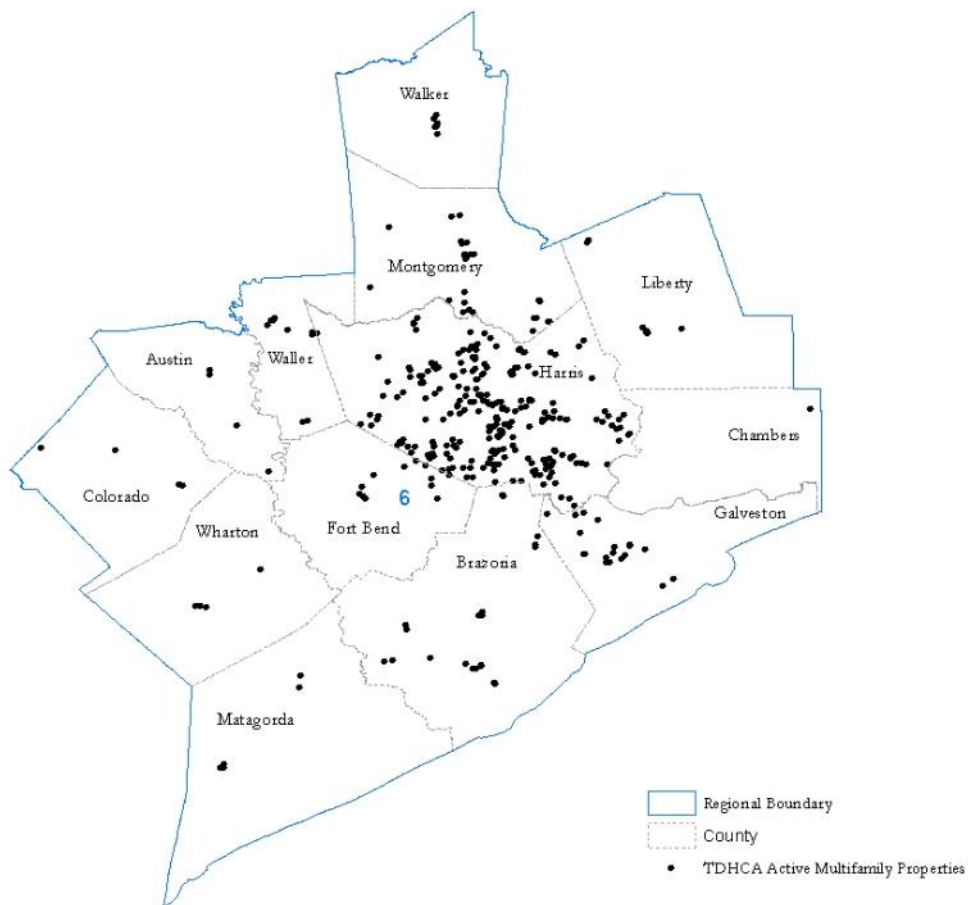 Walker
Montgomery
Liberty
Austin
Waller
Harris
Chambers
Colorado
6
Galveston
Wharton
Fort Bend
Brazoria
Matagorda
Regional Boundary
County
TDHCA Active Multifamily Properties